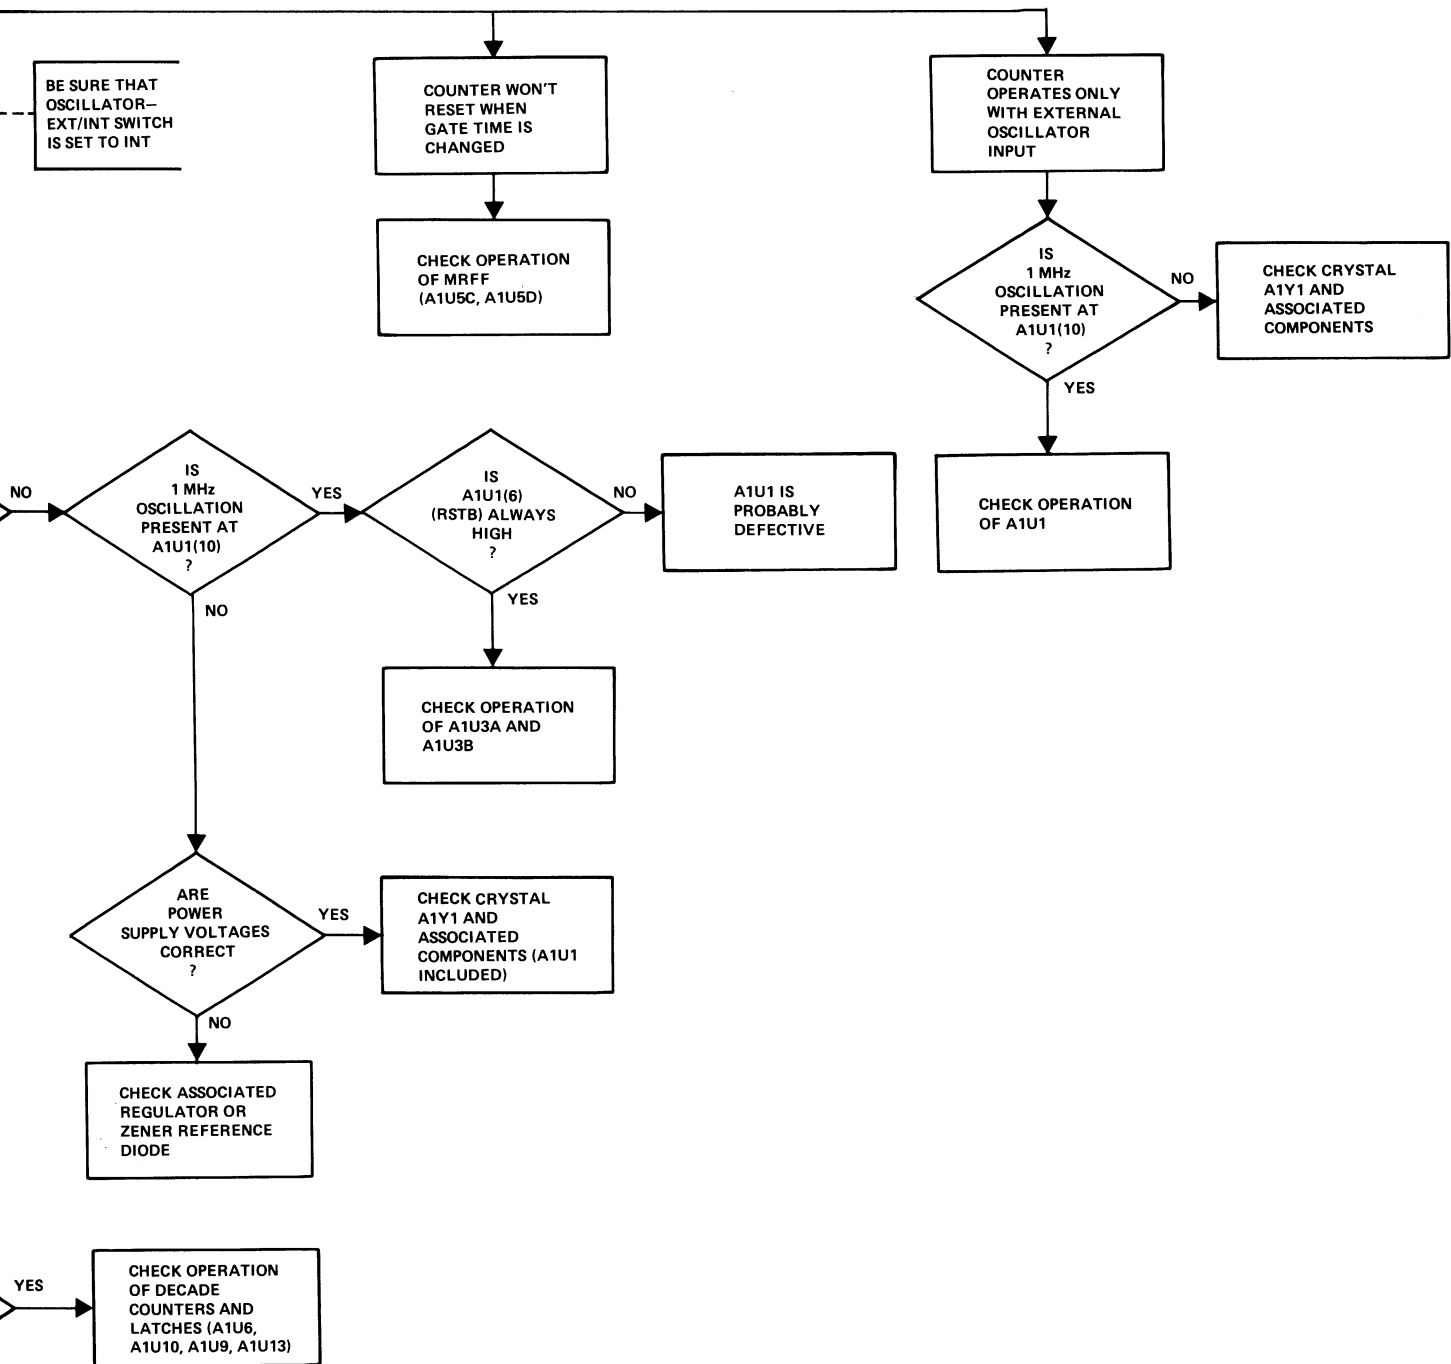 BE SURE THAT
OSCILLATOR–
EXT/INT SWITCH
IS SET TO INT
COUNTER WON'T
RESET WHEN
GATE TIME IS
CHANGED
COUNTER
OPERATES ONLY
WITH EXTERNAL
OSCILLATOR
INPUT
CHECK OPERATION
OF MRFF
(A1U5C, A1U5D)
IS
1 MHz
OSCILLATION
PRESENT AT
A1U1(10)
?
NO
CHECK CRYSTAL
A1Y1 AND
ASSOCIATED
COMPONENTS
YES
CHECK OPERATION
OF A1U1
NO
IS
1 MHz
OSCILLATION
PRESENT AT
A1U1(10)
?
YES
IS
A1U1(6)
(RSTB) ALWAYS
HIGH
?
NO
A1U1 IS
PROBABLY
DEFECTIVE
NO
YES
CHECK OPERATION
OF A1U3A AND
A1U3B
ARE
POWER
SUPPLY VOLTAGES
CORRECT
?
YES
CHECK CRYSTAL
A1Y1 AND
ASSOCIATED
COMPONENTS (A1U1
INCLUDED)
NO
CHECK ASSOCIATED
REGULATOR OR
ZENER REFERENCE
DIODE
YES
CHECK OPERATION
OF DECADE
COUNTERS AND
LATCHES (A1U6,
A1U10, A1U9, A1U13)